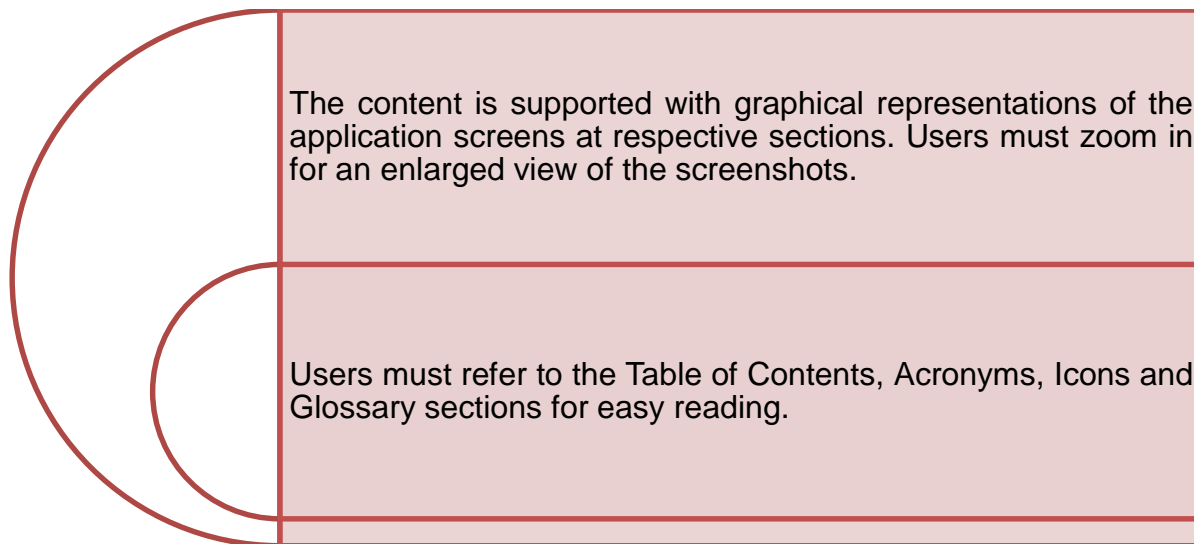 The content is supported with graphical representations of the
application screens at respective sections. Users must zoom in
for an enlarged view of the screenshots.
Users must refer to the Table of Contents, Acronyms, Icons and
Glossary sections for easy reading.